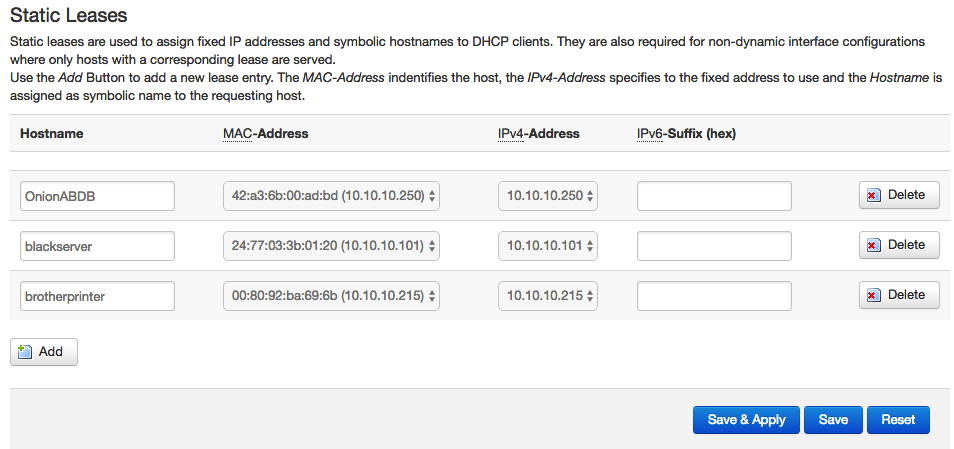 Static Leases
Static leases are used to assign fixed IP addresses and symbolic hostnames to DHCP clients. They are also required for non-dynamic interface configurations
where only hosts with a corresponding lease are served.
Use the Add Button to add a new lease entry. The MAC-Address indentifies the host, the IPv4-Address specifies to the fixed address to use and the Hostname is
assigned as symbolic name to the requesting host.
Hostname MAC-Address IPv4-Address IPv6-Suffix (hex)
OnionABDB 42:a3:6b:00:ad:bd (10.10.10.250) 10.10.10.250 Delete
blackserver 24:77:03:3b:01:20 (10.10.10.101) 10.10.10.101 Delete
brotherprinter 00:80:92:ba:69:6b (10.10.10.215) 10.10.10.215 Delete
Add
Save & Apply Save Reset